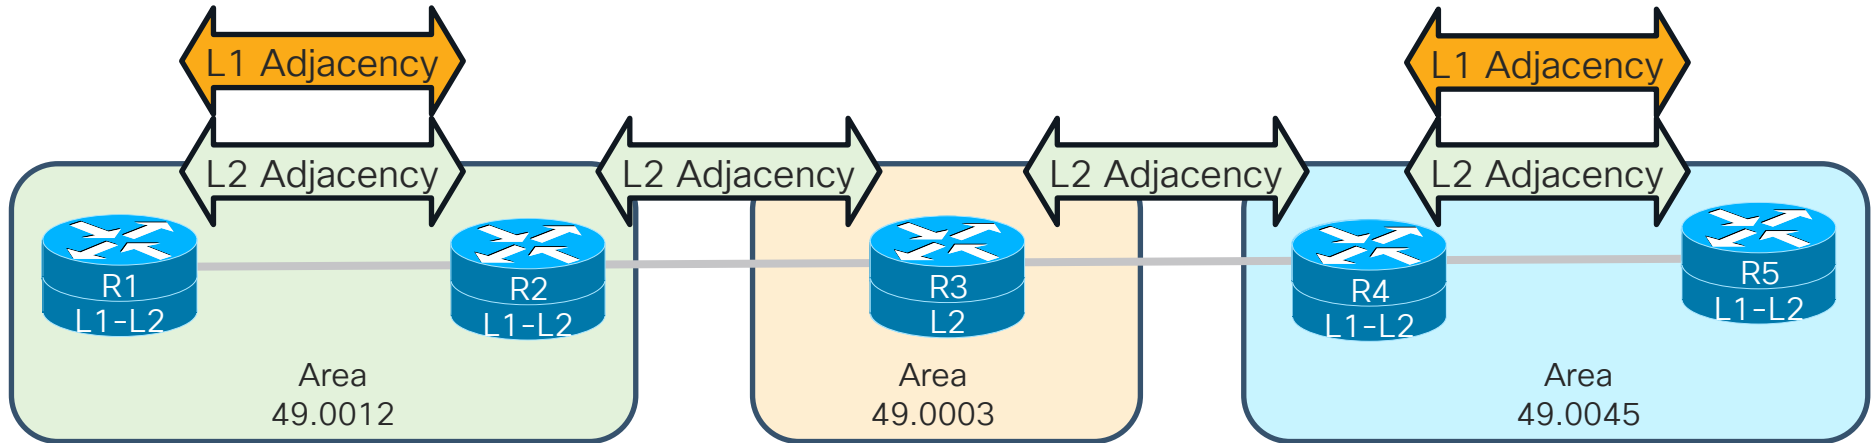 L1 Adjacency
L1 Adjacency
L2 Adjacency
L2 Adjacency
L2 Adjacency
L2 Adjacency
R1
L1-L2
R2
L1-L2
R3
L2
R4
L1-L2
R5
L1-L2
Area
49.0012
Area
49.0003
Area
49.0045